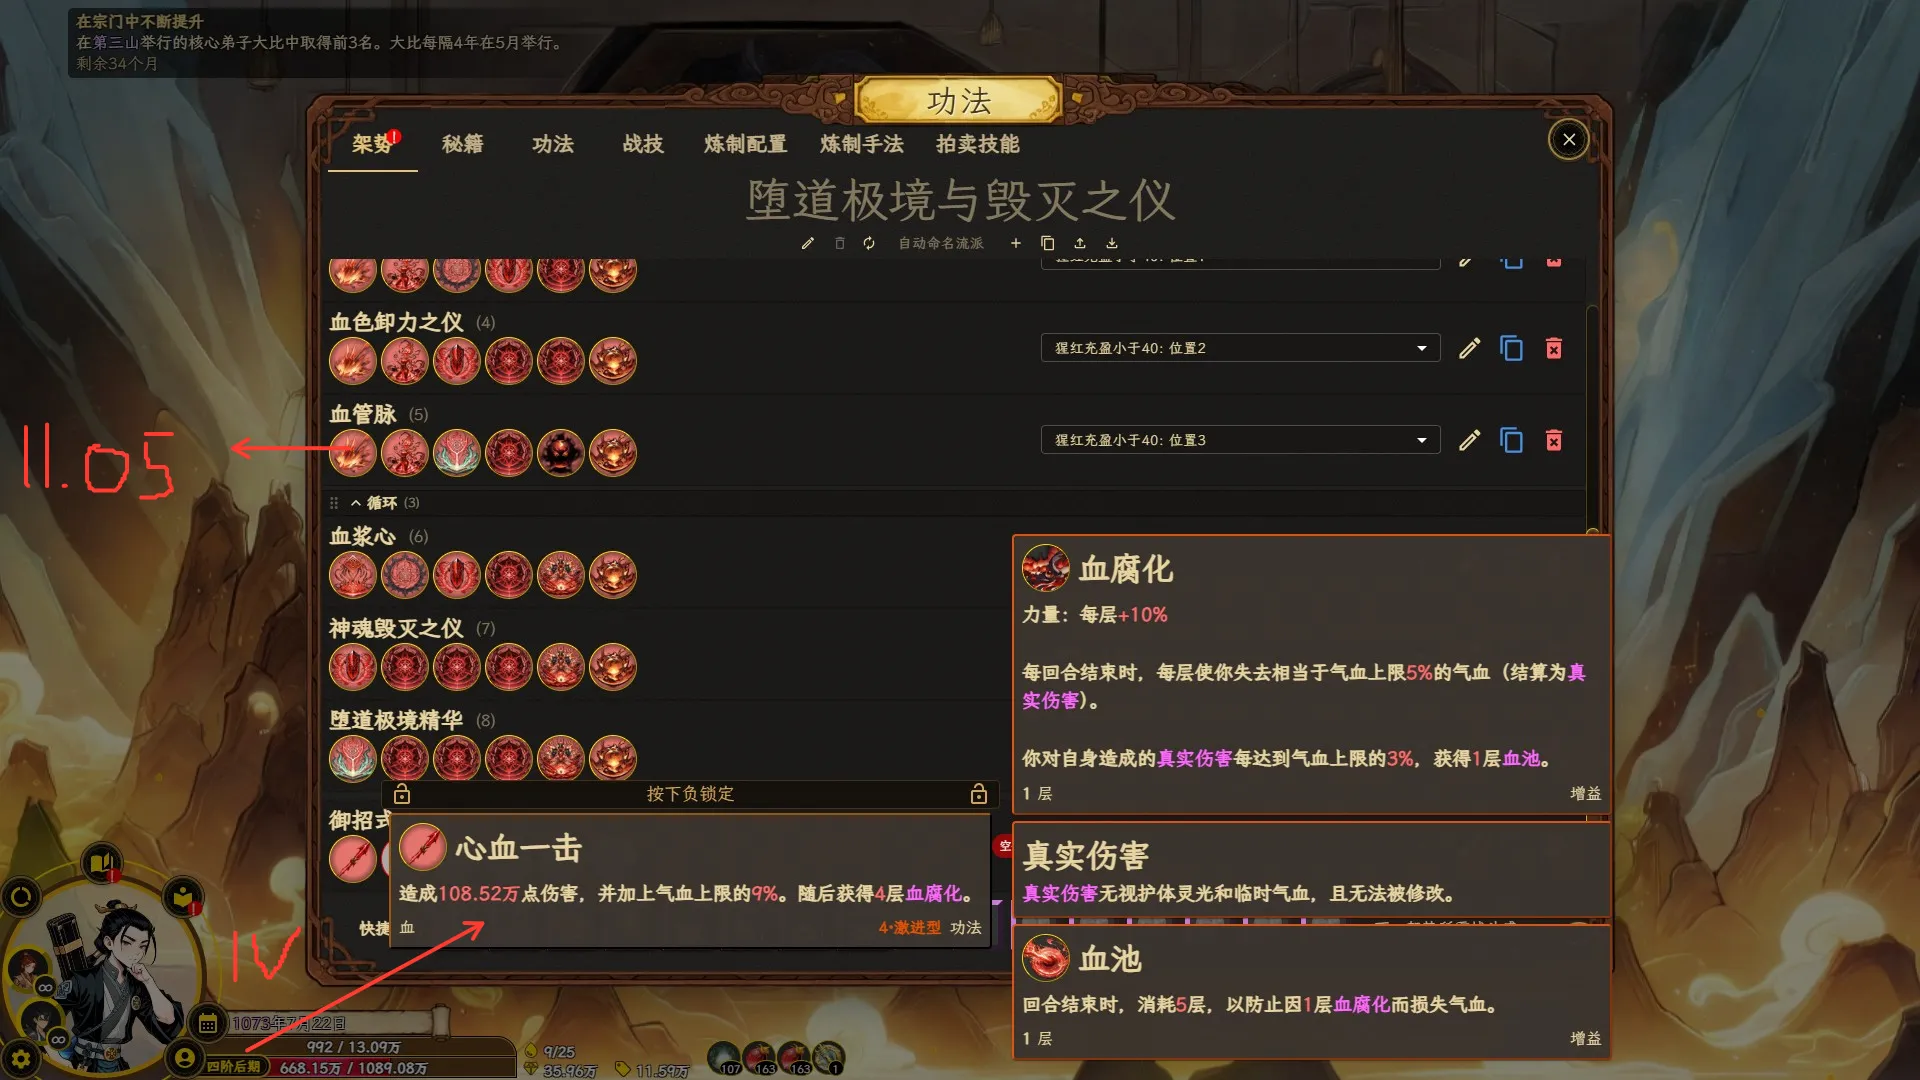 在宗门中不断提升
在第三山举行的核心弟子大比中取得前3名。大比每隔4年在5月举行。
剩余34个月
功法
架势 秘籍 功法 战技 炼制配置 炼制手法 拍卖技能
堕道极境与毁灭之仪
自动命名流派
血色卸力之仪 (4)
猩红充盈小于40: 位置2
血管脉 (5)
猩红充盈小于40: 位置3
11.05
循环 (3)
血浆心 (6)
神魂毁灭之仪 (7)
堕道极境精华 (8)
按下负锁定
御招式
心血一击
造成108.52万点伤害，并加上气血上限的9%。随后获得4层血腐化。
血
4·激进型 功法
快捷
空
血腐化
力量：每层+10%
每回合结束时，每层使你失去相当于气血上限5%的气血（结算为真
实伤害）。
你对自身造成的真实伤害每达到气血上限的3%，获得1层血池。
1 层
增益
真实伤害
真实伤害无视护体灵光和临时气血，且无法被修改。
血池
回合结束时，消耗5层，以防止因1层血腐化而损失气血。
1 层
增益
IV
1073年7月22日
992 / 13.09万
四阶后期 668.15万 / 1089.08万
9/25
35.96万 11.59万
107 163 163 1